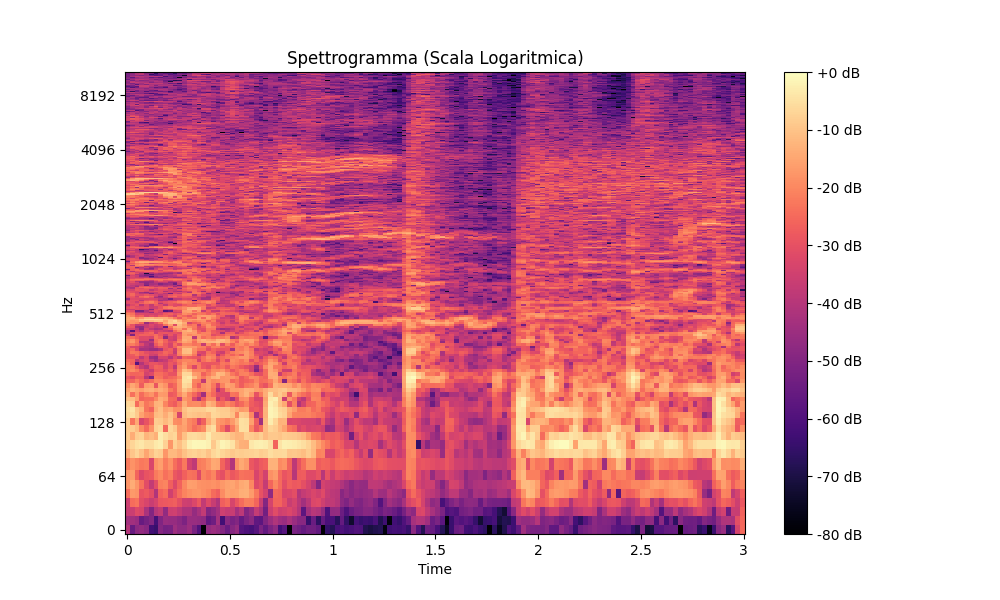 Spettrogramma (Scala Logaritmica)
Hz
8192
4096
2048
1024
512
256
128
64
0
0 0.5 1 1.5 2 2.5 3
Time
+0 dB
-10 dB
-20 dB
-30 dB
-40 dB
-50 dB
-60 dB
-70 dB
-80 dB